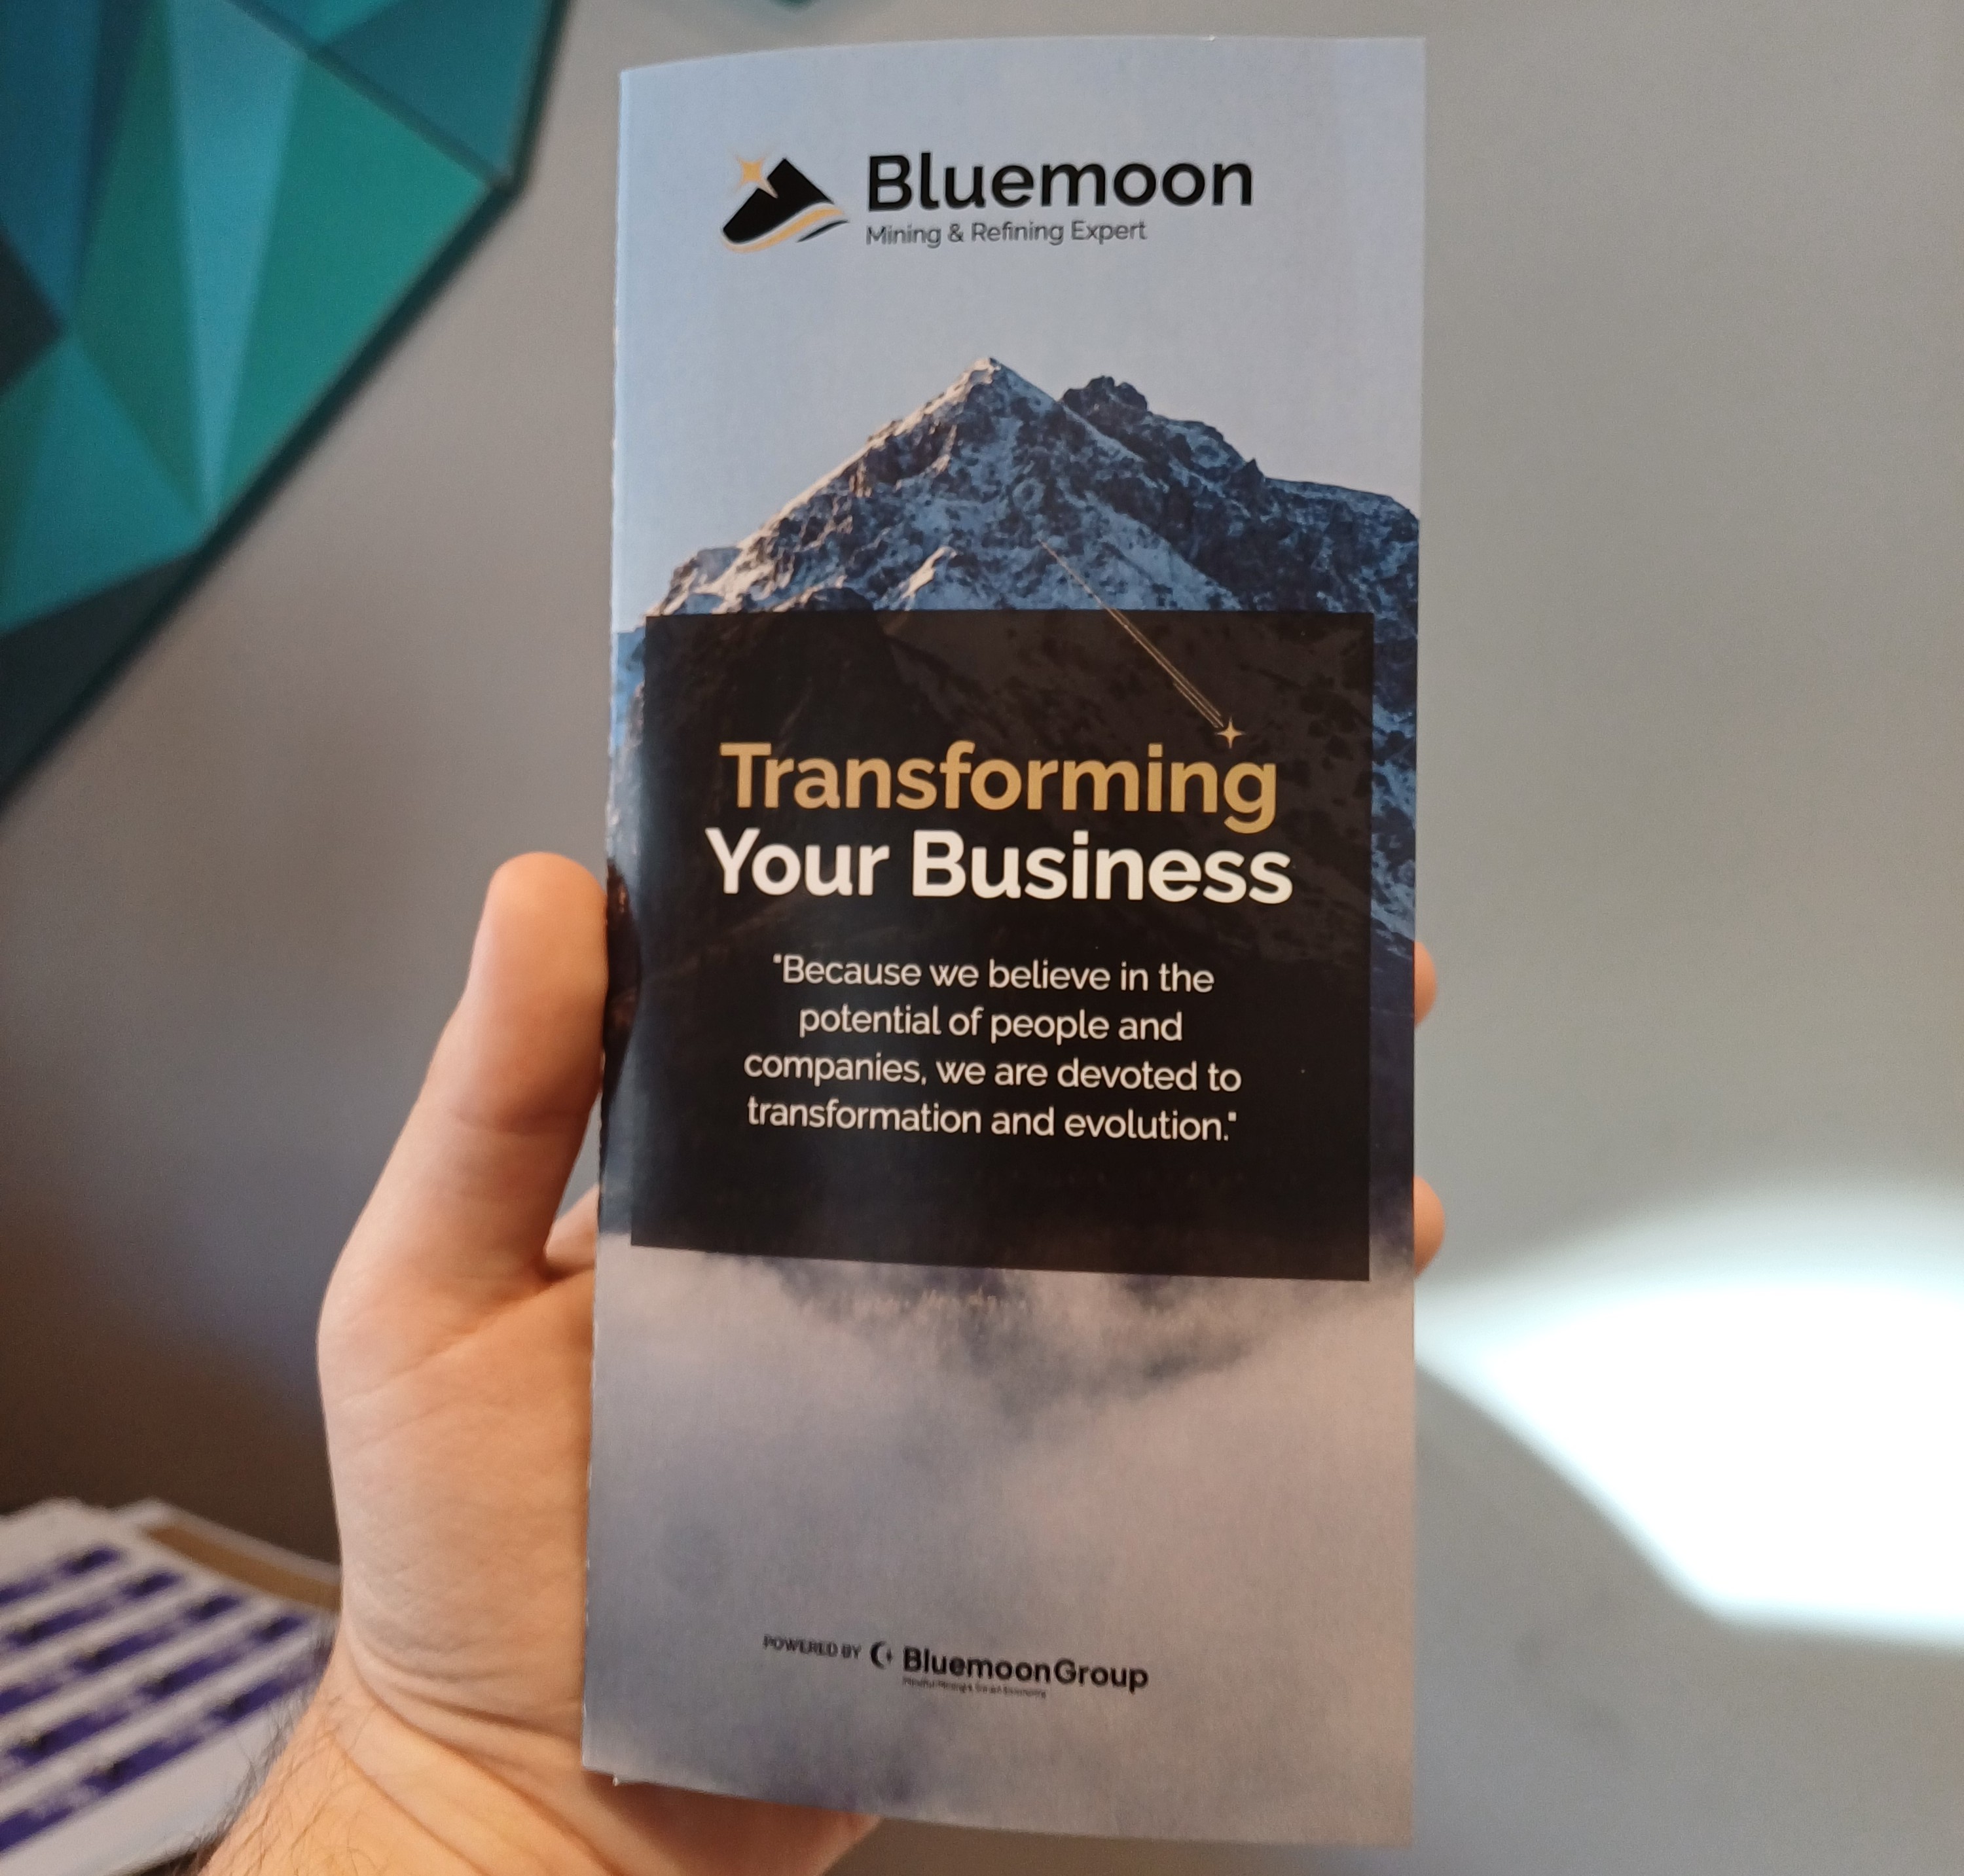 Bluemoon
Mining & Refining Expert
Transforming
Your Business
"Because we believe in the
potential of people and
companies, we are devoted to
transformation and evolution."
POWERED BY BluemoonGroup